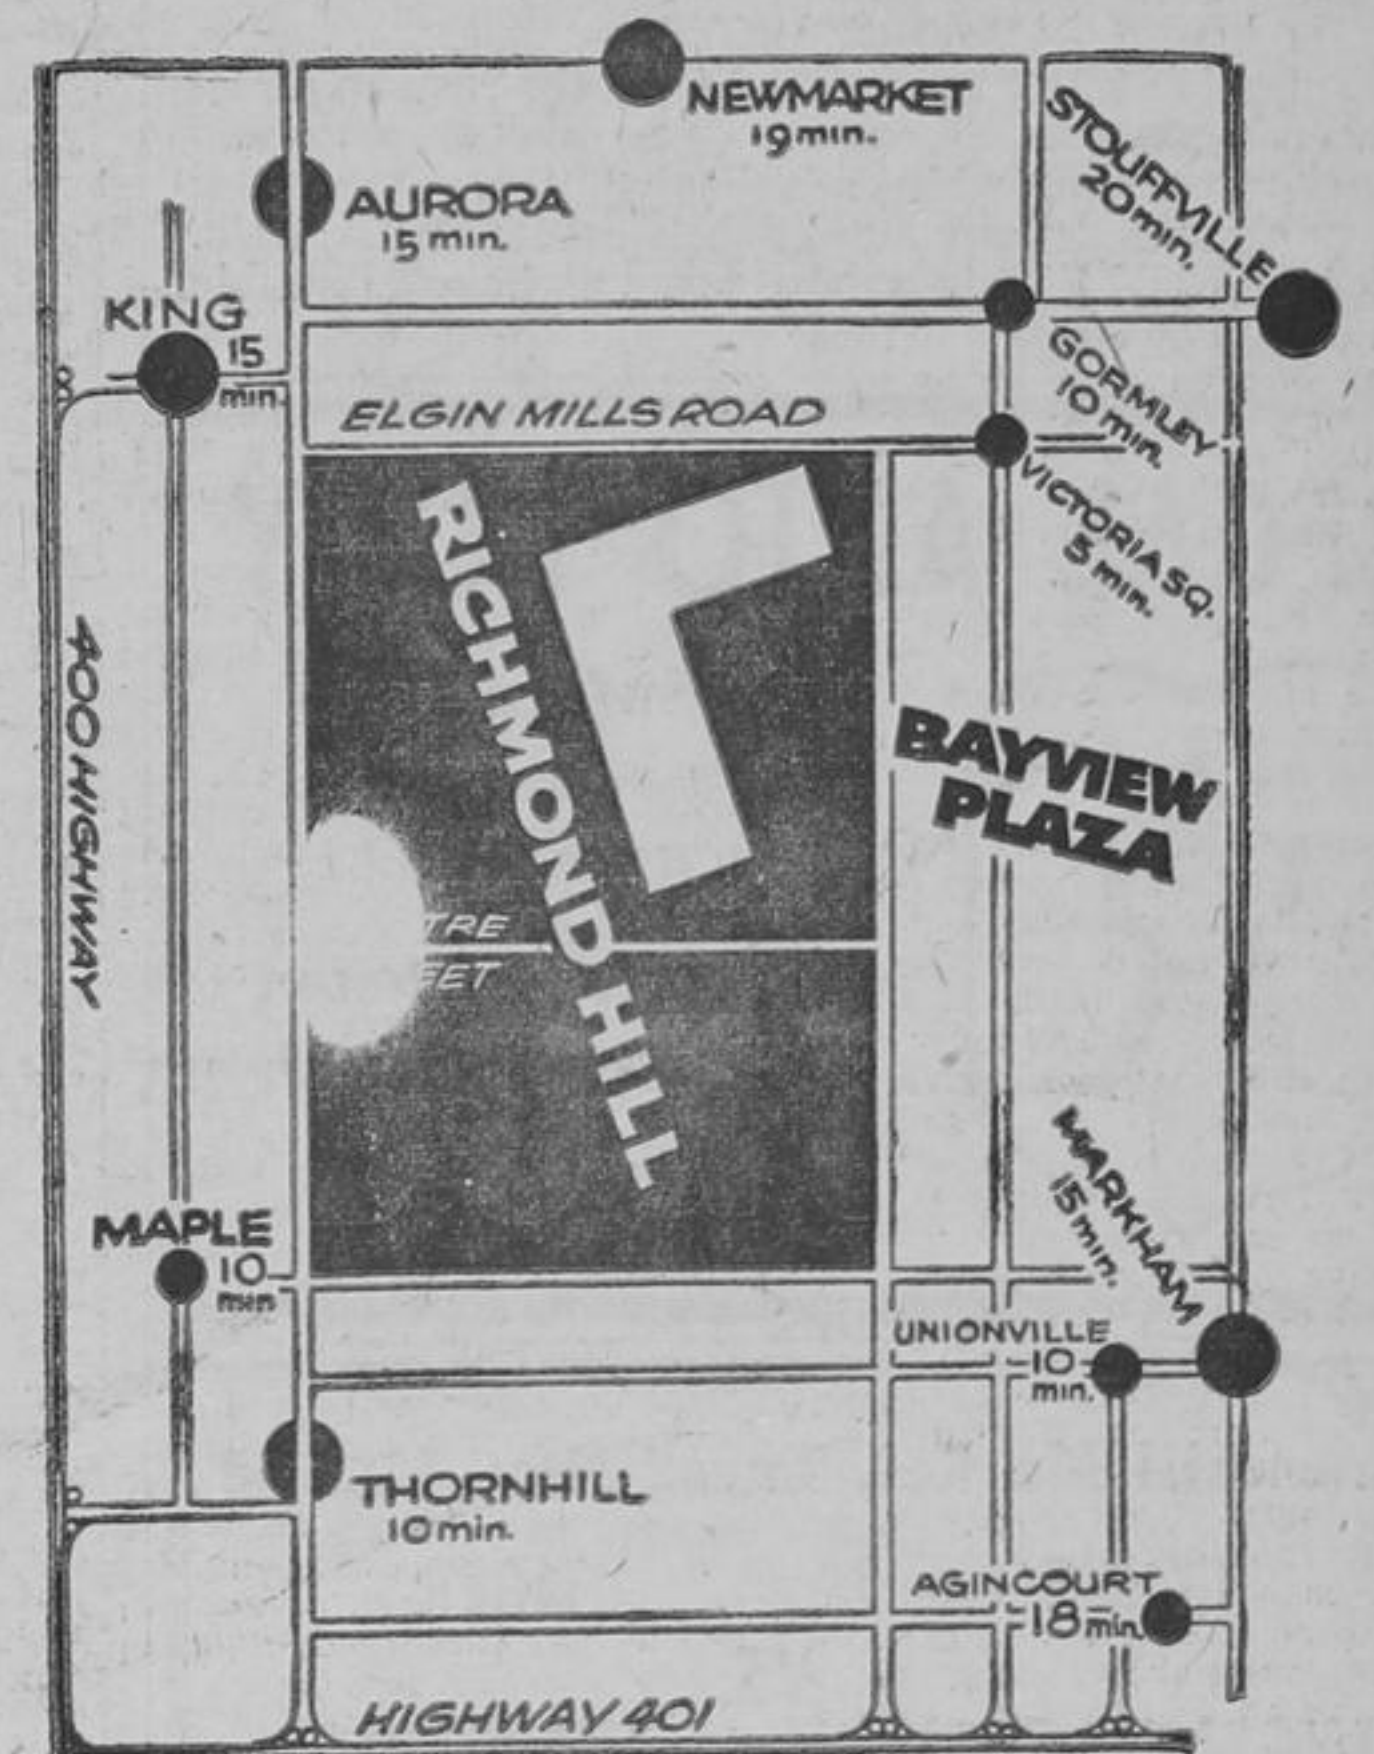 NEWMARKET
19 min.
STOUFFVILLE
20 min.
AURORA
15 min.
KING
15
min.
GORMLEY
10 min.
ELGIN MILLS ROAD
VICTORIA SQ.
5 min.
RICHMOND HILL
400 HIGHWAY
BAYVIEW
PLAZA
TRE
EET
MARKHAM
15 min.
MAPLE
10
min
UNIONVILLE
10
min.
THORNHILL
10 min.
AGINCOURT
18 min.
HIGHWAY 401